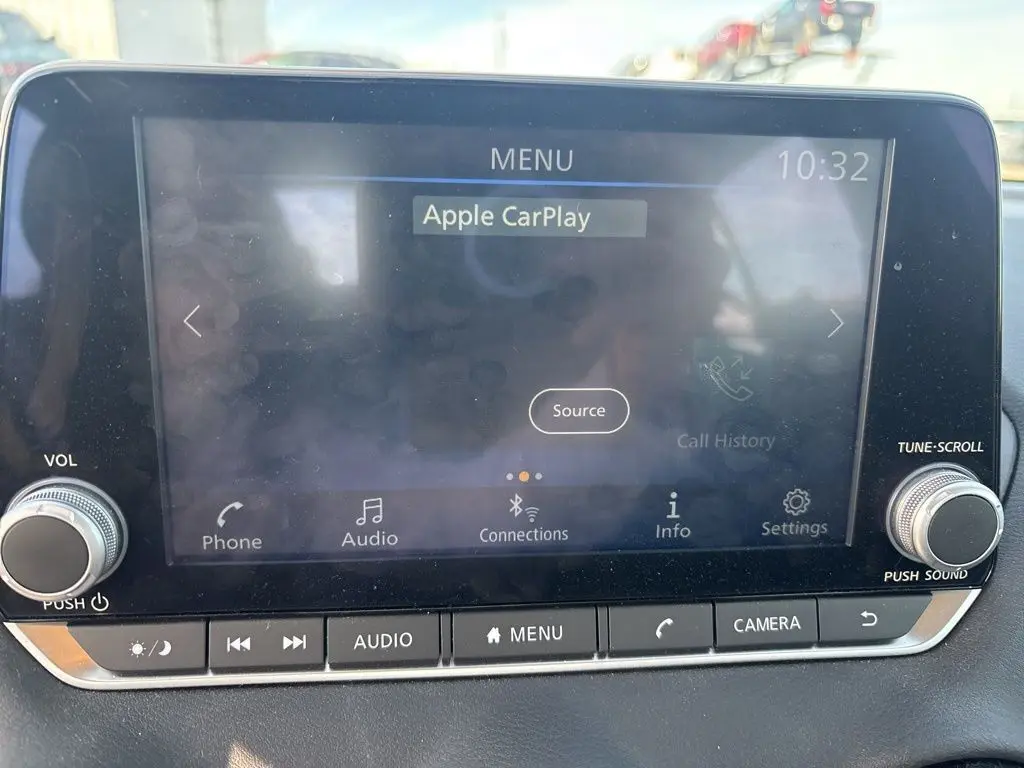 MENU
10:32
Apple CarPlay
Source
Call History
VOL
TUNE·SCROLL
Phone
Audio
Connections
Info
Settings
PUSH
PUSH SOUND
AUDIO
MENU
CAMERA